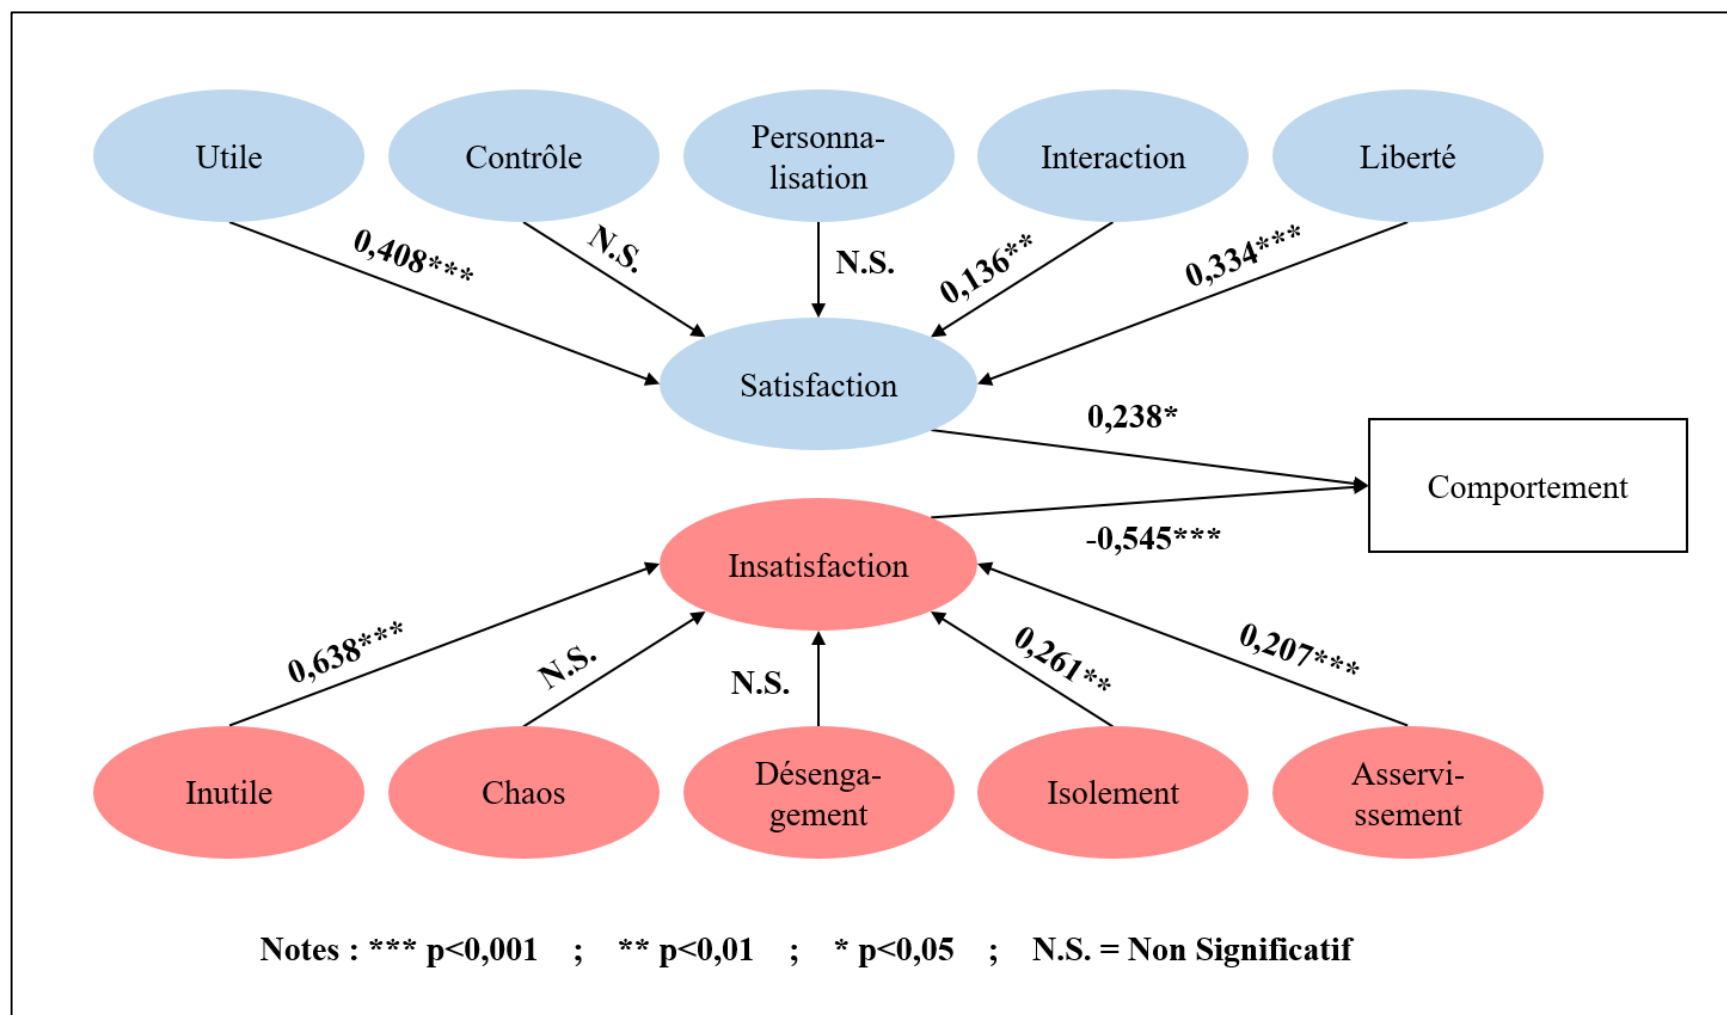 Utile
Contrôle
Personna-
lisation
Interaction
Liberté
0,408***
N.S.
N.S.
0,136**
0,334***
Satisfaction
0,238*
Comportement
-0,545***
Insatisfaction
0,638***
N.S.
N.S.
0,261**
0,207***
Inutile
Chaos
Désenga-
gement
Isolement
Asservi-
ssement
Notes : *** p<0,001 ; ** p<0,01 ; * p<0,05 ; N.S. = Non Significatif